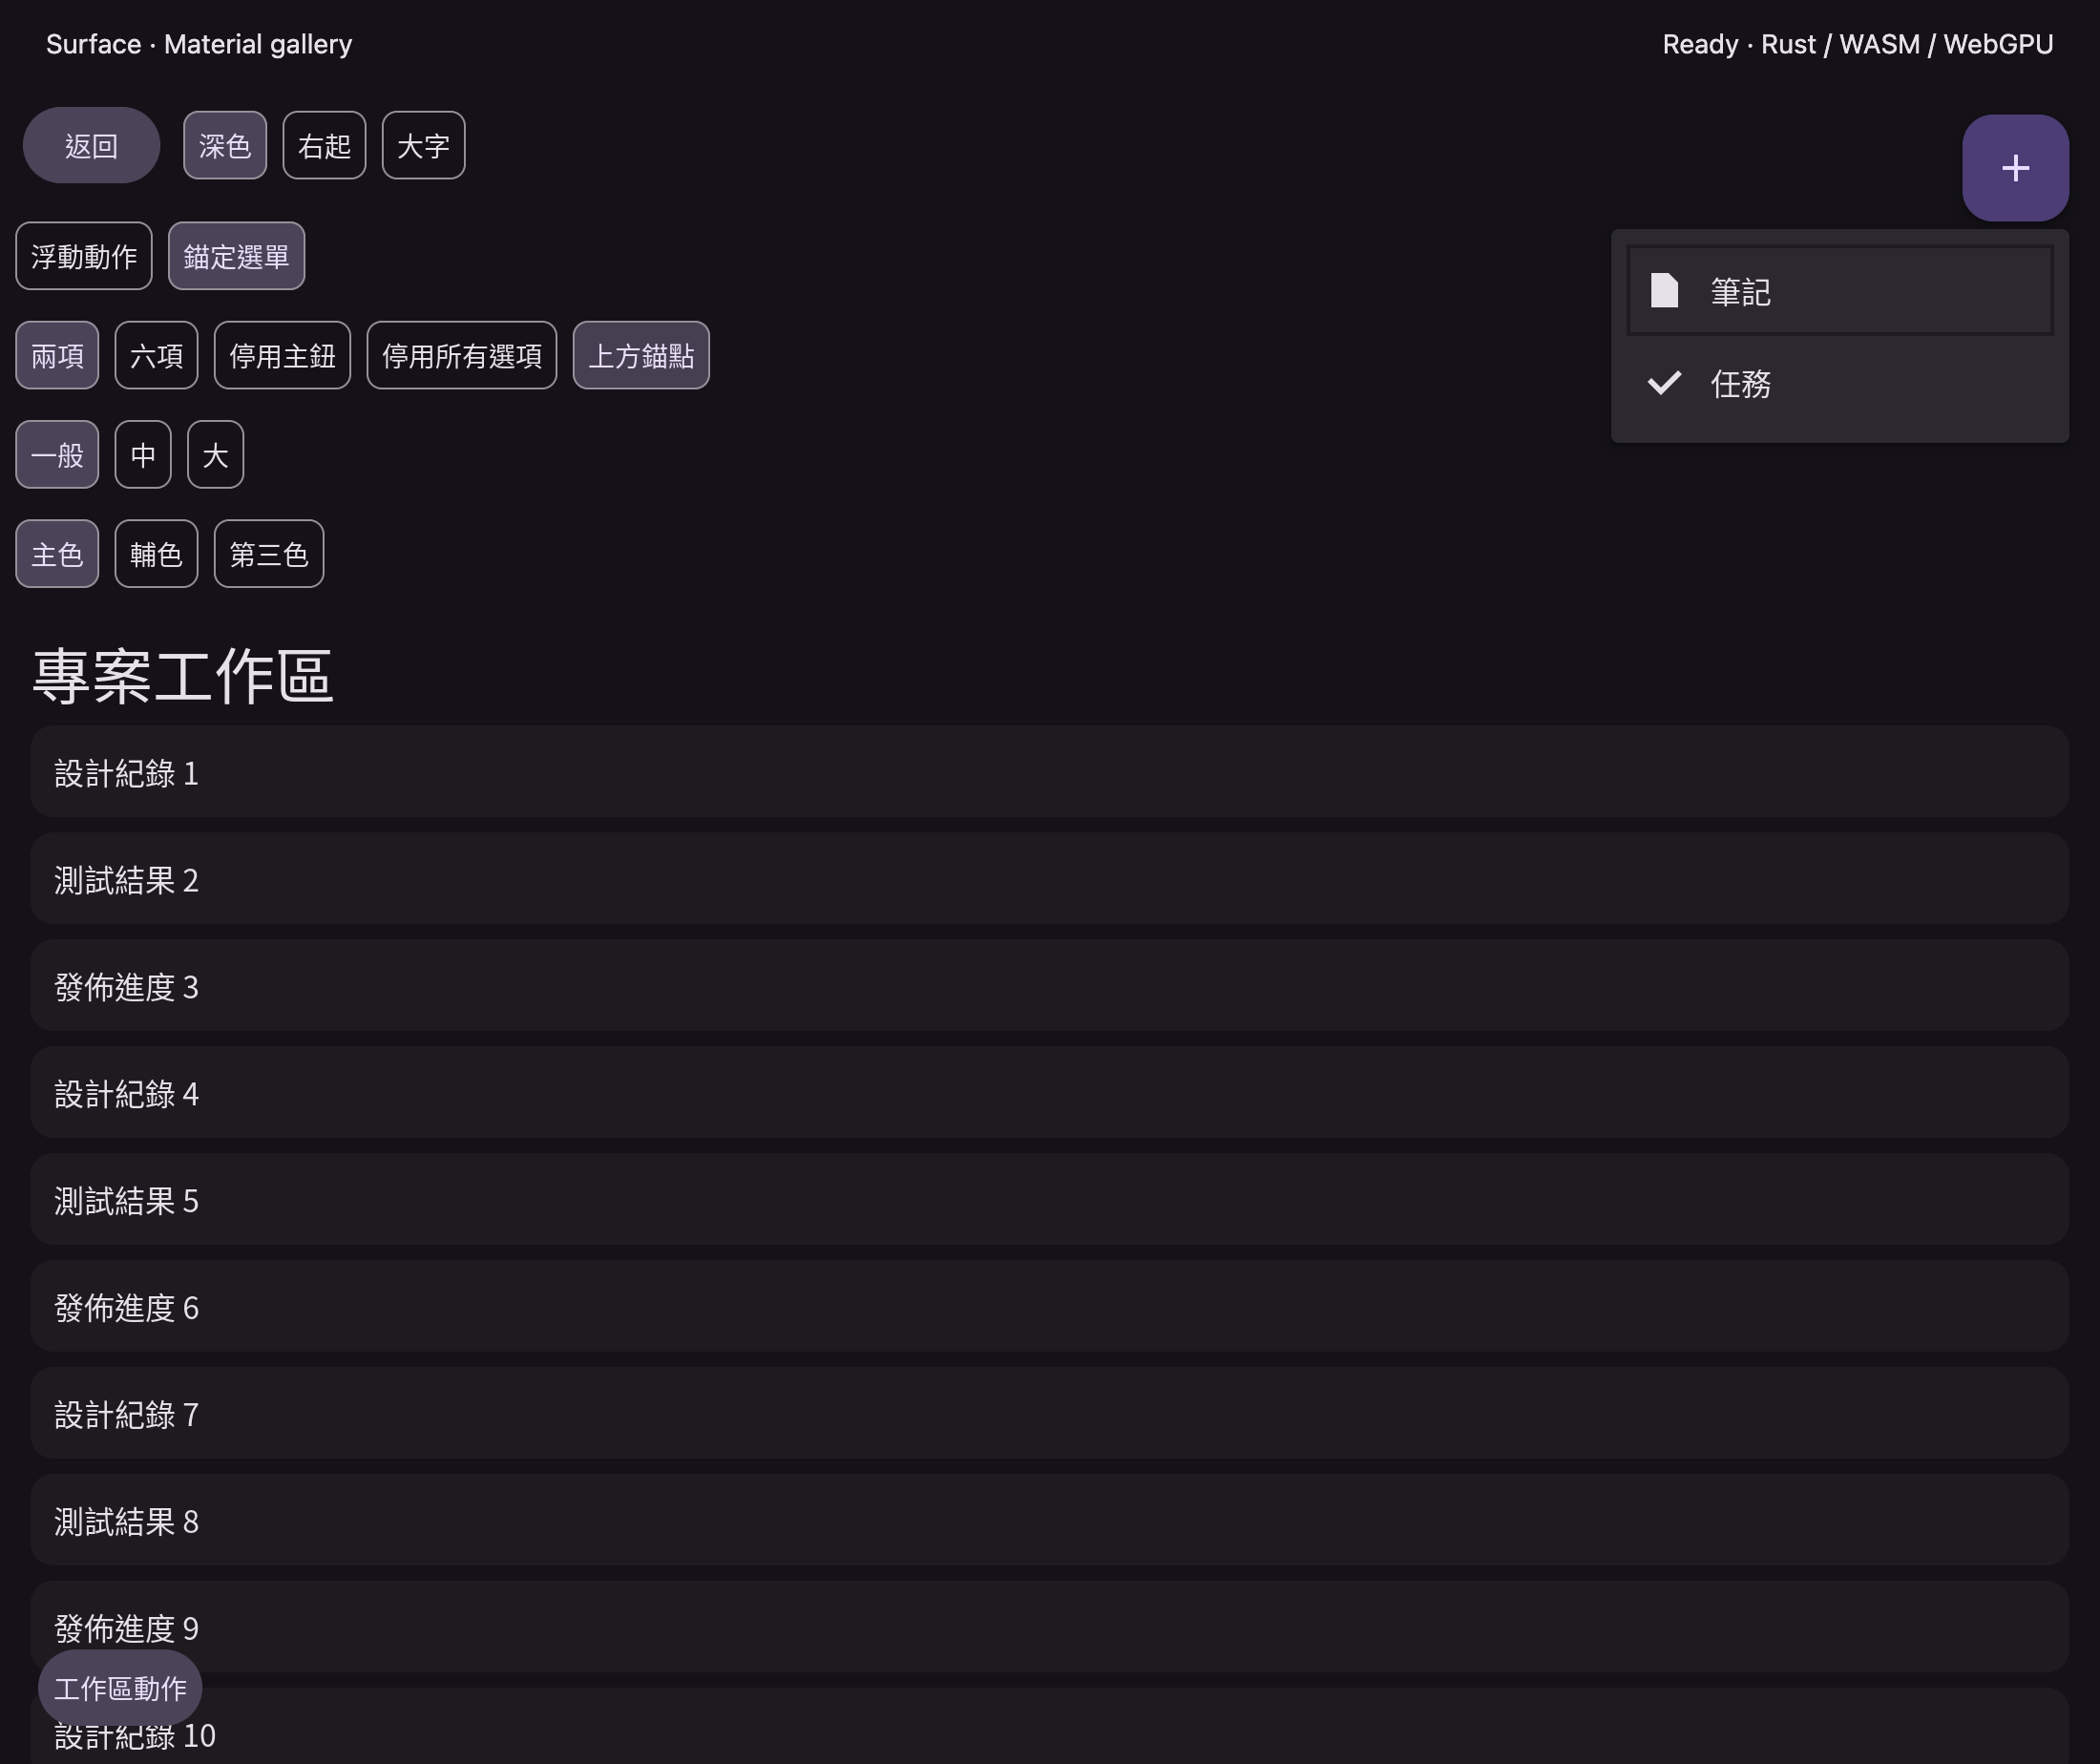 Surface · Material gallery
Ready · Rust / WASM / WebGPU
返回
深色
右起
大字
浮動動作
錨定選單
兩項
六項
停用主鈕
停用所有選項
上方錨點
一般
中
大
主色
輔色
第三色
筆記
任務
專案工作區
設計紀錄 1
測試結果 2
發佈進度 3
設計紀錄 4
測試結果 5
發佈進度 6
設計紀錄 7
測試結果 8
發佈進度 9
工作區動作
設計紀錄 10